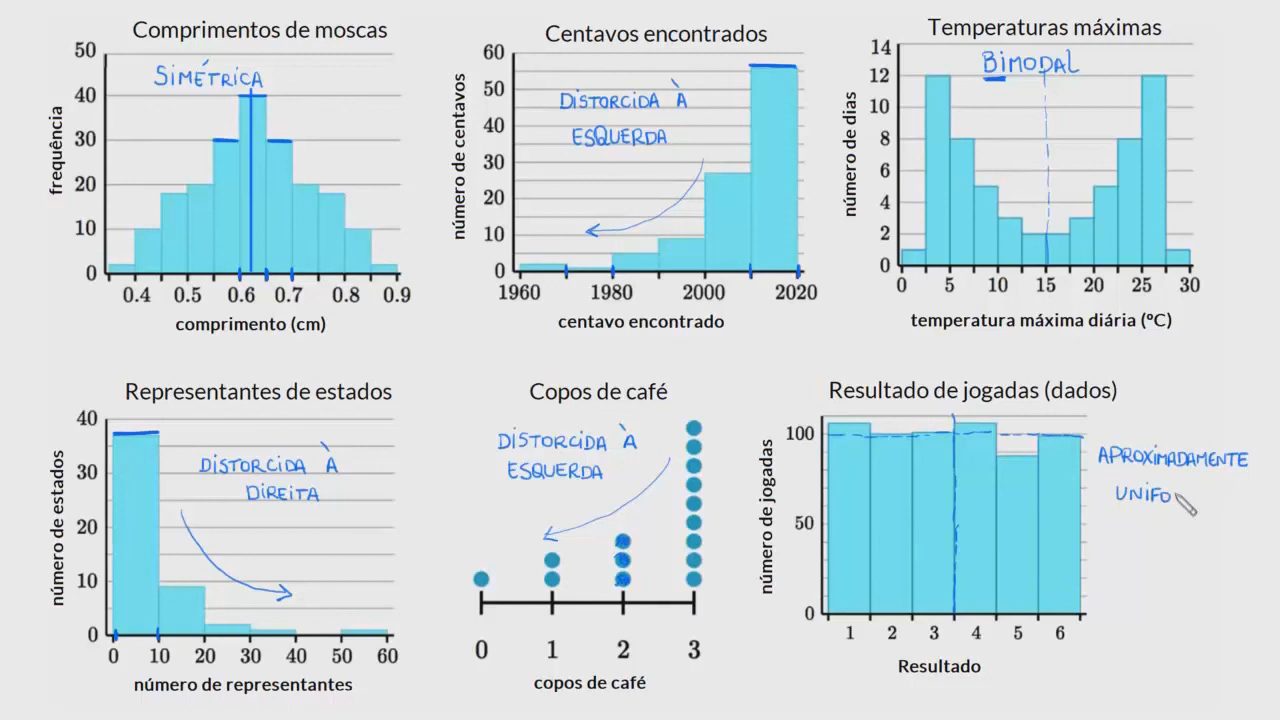 Comprimentos de moscas
50
40
30
20
10
0
frequência
SIMÉTRICA
0.4 0.5 0.6 0.7 0.8 0.9
comprimento (cm)
Centavos encontrados
60
50
40
30
20
10
0
número de centavos
DISTORCIDA À
ESQUERDA
1960 1980 2000 2020
centavo encontrado
Temperaturas máximas
14
12
10
8
6
4
2
0
número de dias
BIMODAL
0 5 10 15 20 25 30
temperatura máxima diária (°C)
Representantes de estados
40
30
20
10
0
número de estados
DISTORCIDA À
DIREITA
0 10 20 30 40 50 60
número de representantes
Copos de café
DISTORCIDA À
ESQUERDA
0 1 2 3
copos de café
Resultado de jogadas (dados)
100
50
0
número de jogadas
APROXIMADAMENTE
UNIFO
1 2 3 4 5 6
Resultado